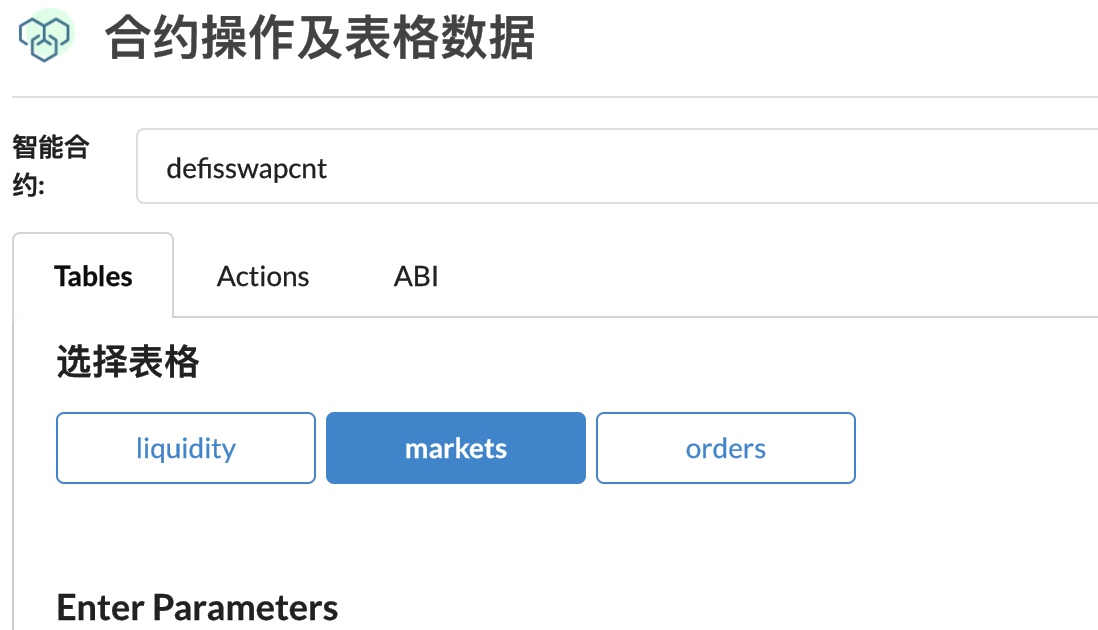 合约操作及表格数据
智能合
约:
defisswapcnt
Tables Actions ABI
选择表格
liquidity markets orders
Enter Parameters